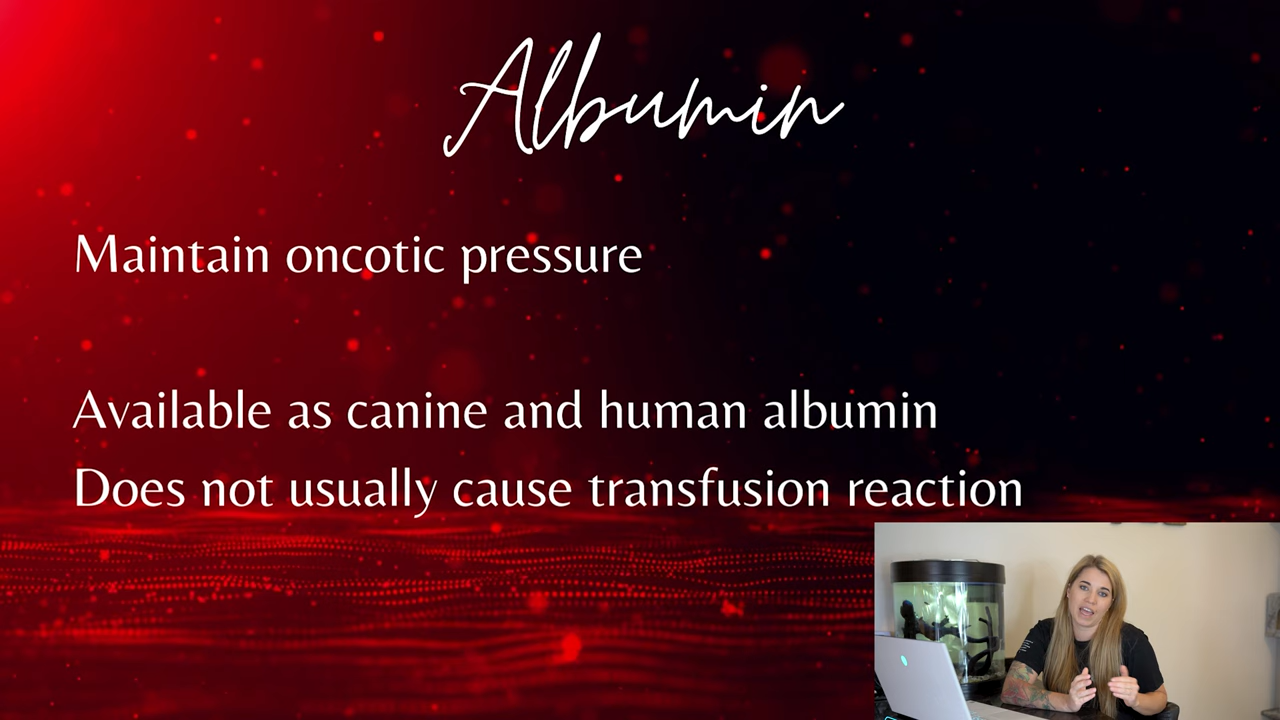 Albumin
Maintain oncotic pressure
Available as canine and human albumin
Does not usually cause transfusion reaction